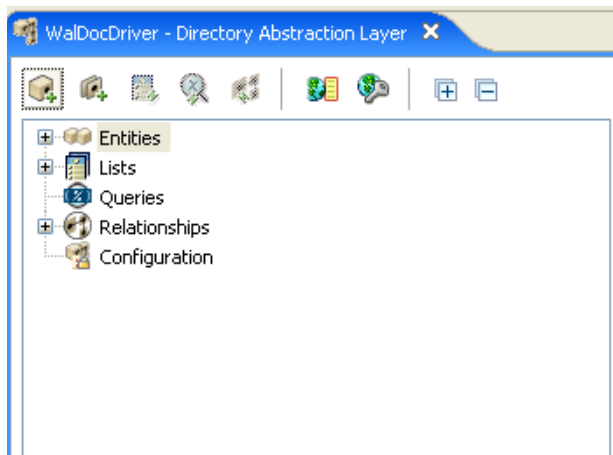 WalDocDriver - Directory Abstraction Layer
Entities
Lists
Queries
Relationships
Configuration